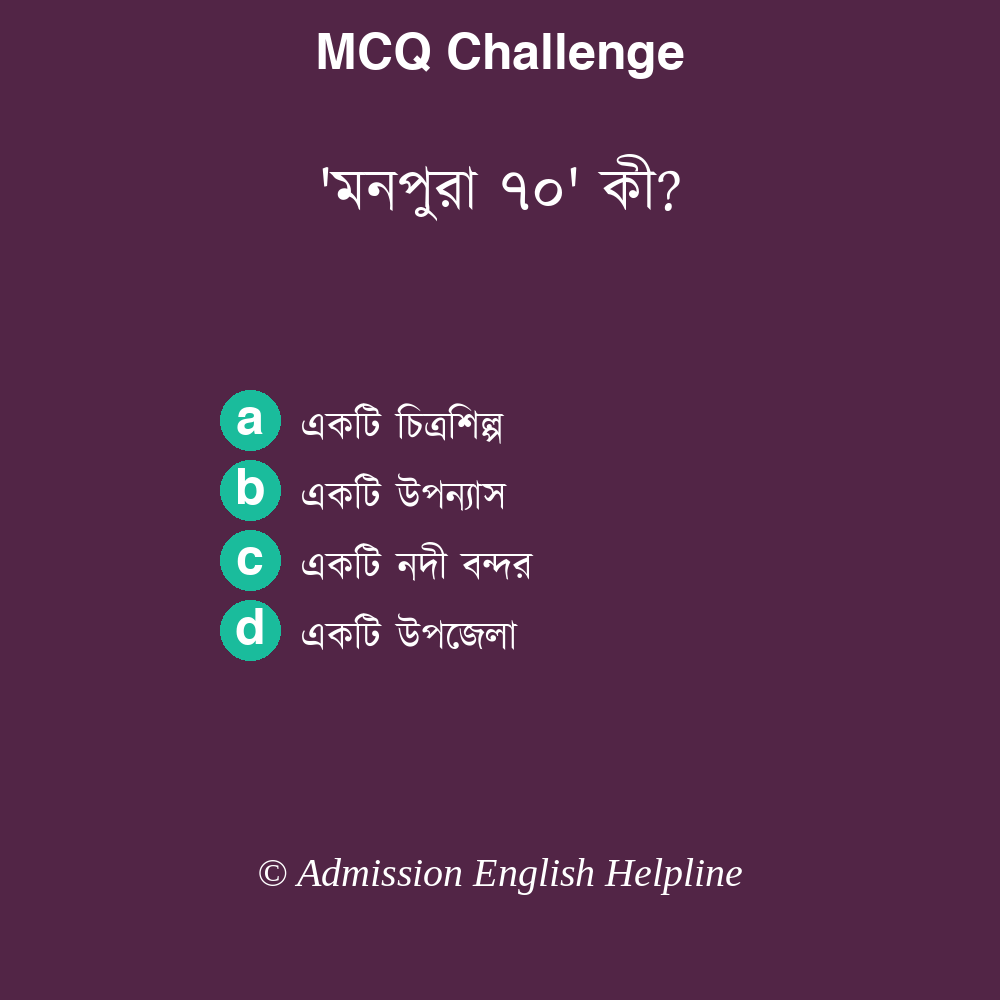 MCQ Challenge
'মনপুরা ৭০' কী?
a একটি চিত্রশিল্প
b একটি উপন্যাস
c একটি নদী বন্দর
d একটি উপজেলা
© Admission English Helpline